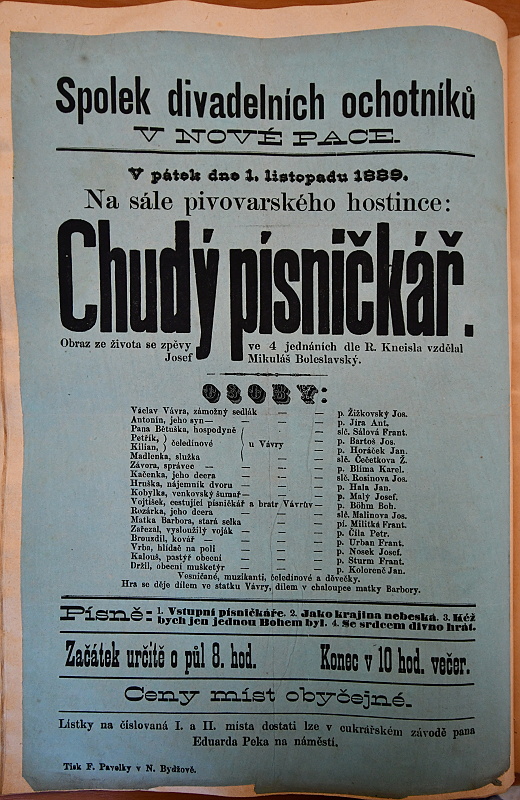 Spolek divadelních ochotníků
V NOVÉ PACE.
V pátek dne 1. listopadu 1889.
Na sále pivovarského hostince:
Chudý písničkář.
Obraz ze života se zpěvy ve 4 jednáních dle R. Kneisla vzdělal
Josef Mikuláš Boleslavský.
OSOBY:
Václav Vávra, zámožný sedlák — — p. Žižkovský Jos.
Antonín, jeho syn — — — p. Jíra Ant.
Pana Bětuška, hospodyně — — slč. Sálová Frant.
Petřík, ) čeledínové ( u Vávry — p. Bartoš Jos.
Kilian, ) — p. Horáček Jan.
Madlenka, služka — — slč. Čečetkova Ž.
Závora, správce — — — p. Blíma Karel.
Kačenka, jeho dcera — — slč. Rosinova Jos.
Hruška, nájemník dvoru — — p. Hala Jan.
Kobylka, venkovský šumař — — p. Malý Josef.
Vojtíšek, cestující písničkář a bratr Vávrův — p. Böhm Boh.
Rozárka, jeho dcera — — slč. Malinova Jos.
Matka Barbora, stará selka — — pí. Militká Frant.
Zařezal, vysloužilý voják — — p. Číla Petr.
Brouzdil, kovář — — — p. Urban Frant.
Vrba, hlídač na poli — — p. Nosek Josef.
Kalouš, pastýř obecní — — p. Šturm Frant.
Držil, obecní mušketýr — — p. Kolorenč Jan.
Vesničané, muzikanti, čeledínové a děvečky.
Hra se děje dílem ve statku Vávry, dílem v chaloupce matky Barbory.
Písně: 1. Vstupní písničkáře. 2. Jako krajina nebeská. 3. Kéž
bych jen jednou Bohem byl. 4. Se srdcem divno hrát.
Začátek určitě o půl 8. hod. Konec v 10 hod. večer.
Ceny míst obyčejné.
Lístky na číslovaná I. a II. místa dostati lze v cukrářském závodě pana
Eduarda Peka na náměstí.
Tisk F. Pavelky v N. Bydžově.